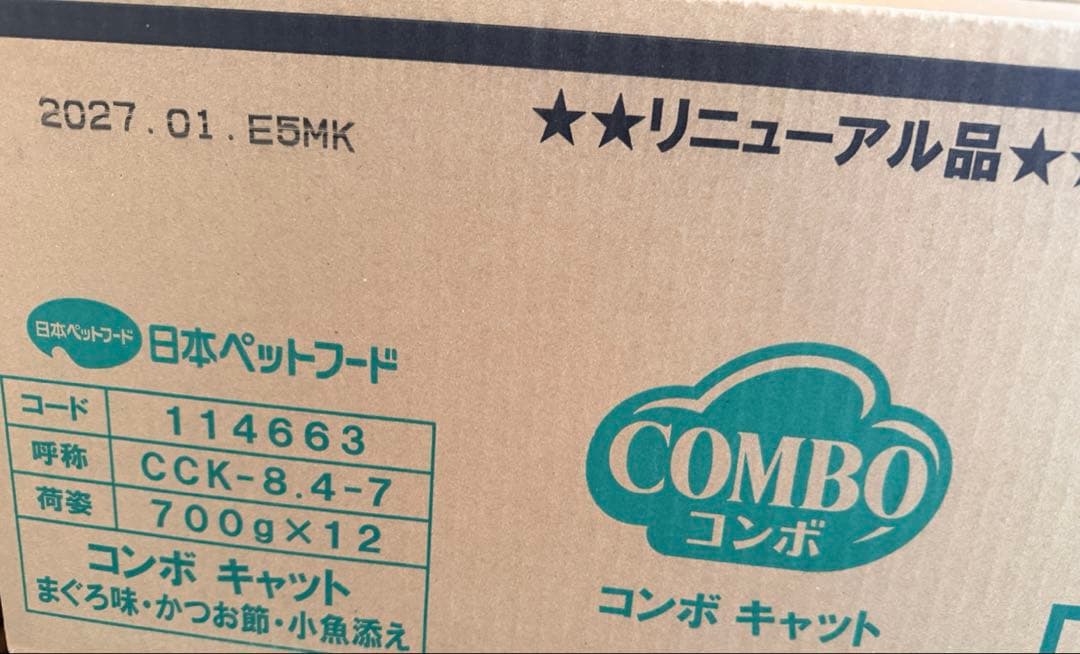 2027.01.E5MK
★★リニューアル品★★
日本ペットフード 日本ペットフード
コード 114663
呼称 CCK-8.4-7
荷姿 700g×12
コンボ キャット
まぐろ味・かつお節・小魚添え
COMBO
コンボ
コンボ キャット